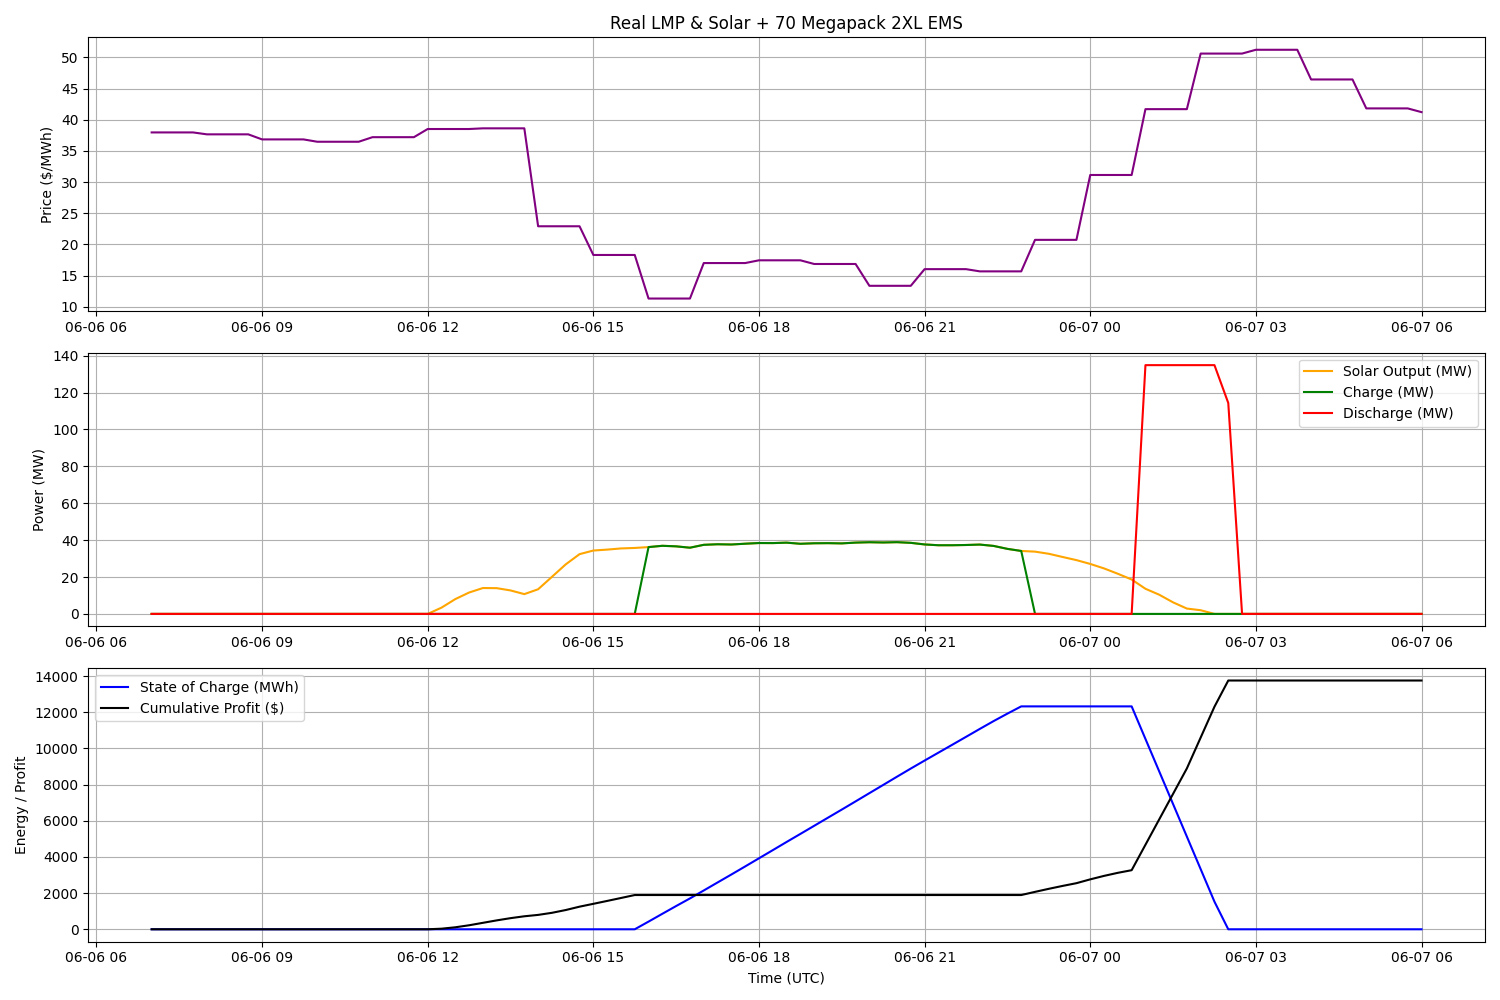 Real LMP & Solar + 70 Megapack 2XL EMS
Price ($/MWh)
50
45
40
35
30
25
20
15
10
06-06 06 06-06 09 06-06 12 06-06 15 06-06 18 06-06 21 06-07 00 06-07 03 06-07 06
Power (MW)
140
120
100
80
60
40
20
0
Solar Output (MW)
Charge (MW)
Discharge (MW)
06-06 06 06-06 09 06-06 12 06-06 15 06-06 18 06-06 21 06-07 00 06-07 03 06-07 06
Energy / Profit
14000
12000
10000
8000
6000
4000
2000
0
State of Charge (MWh)
Cumulative Profit ($)
06-06 06 06-06 09 06-06 12 06-06 15 06-06 18 06-06 21 06-07 00 06-07 03 06-07 06
Time (UTC)